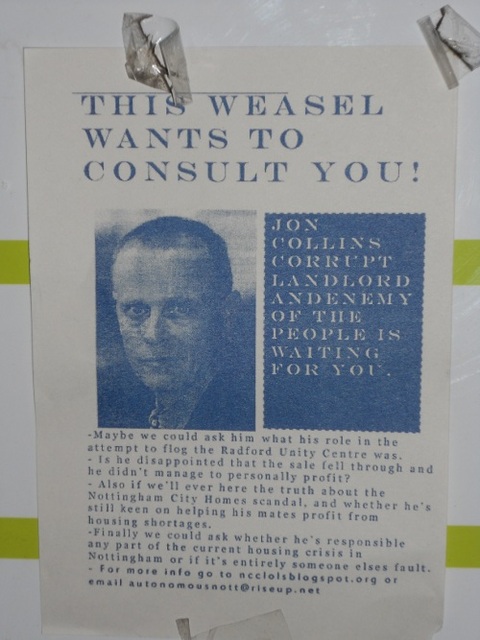 THIS WEASEL
WANTS TO
CONSULT YOU!
JON
COLLINS
CORRUPT
LANDLORD
ANDENEMY
OF THE
PEOPLE IS
WAITING
FOR YOU.
-Maybe we could ask him what his role in the
attempt to flog the Radford Unity Centre was.
- Is he disappointed that the sale fell through and
he didn't manage to personally profit?
- Also if we'll ever here the truth about the
Nottingham City Homes scandal, and whether he's
still keen on helping his mates profit from
housing shortages.
-Finally we could ask whether he's responsible
any part of the current housing crisis in
Nottingham or if it's entirely someone elses fault.
- For more info go to ncclolsblogspot.org or
email autonomousnott@riseup.net